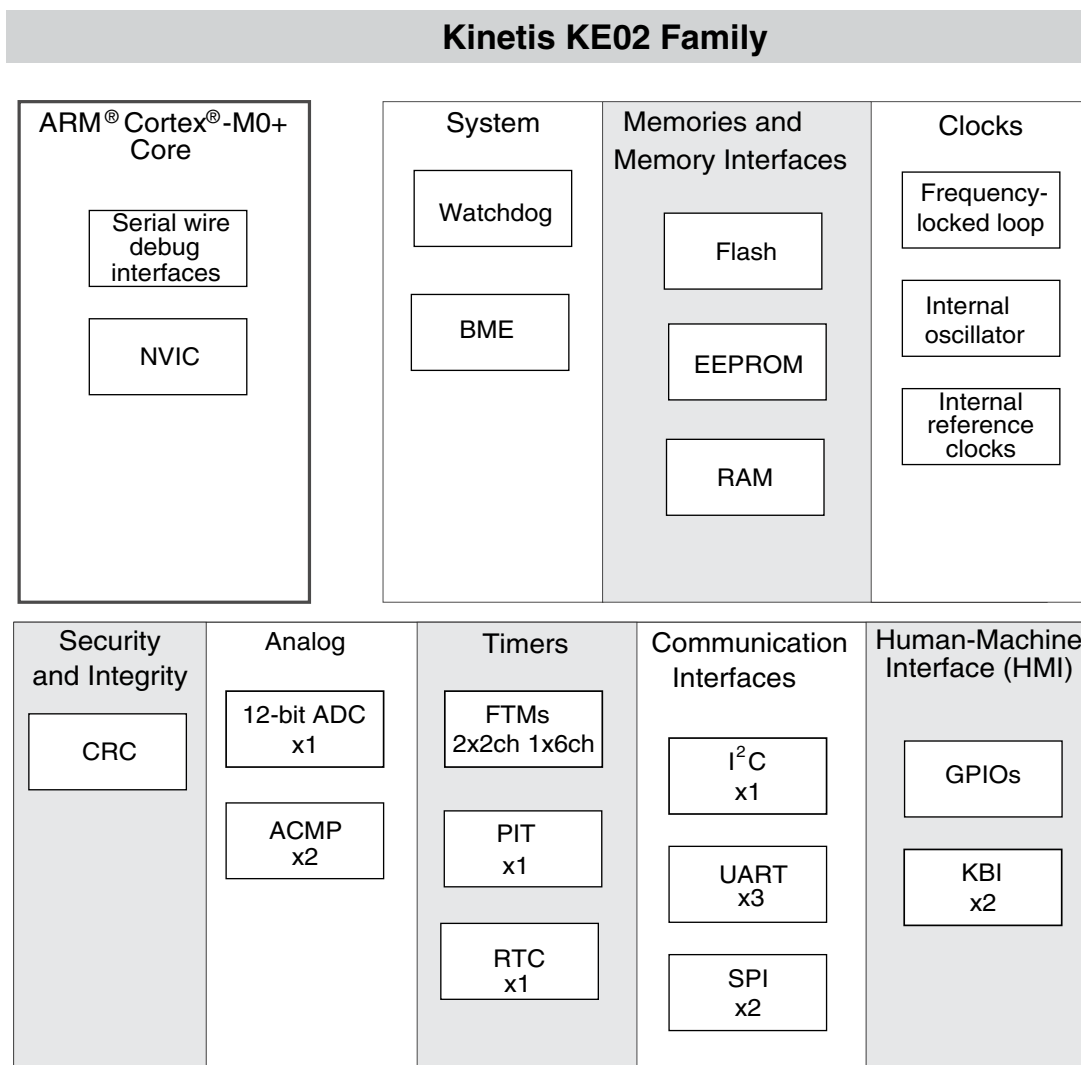 Kinetis KE02 Family
ARM® Cortex®-M0+
Core
Serial wire
debug
interfaces
NVIC
System
Watchdog
BME
Memories and
Memory Interfaces
Flash
EEPROM
RAM
Clocks
Frequency-
locked loop
Internal
oscillator
Internal
reference
clocks
Security
and Integrity
CRC
Analog
12-bit ADC
x1
ACMP
x2
Timers
FTMs
2x2ch 1x6ch
PIT
x1
RTC
x1
Communication
Interfaces
I²C
x1
UART
x3
SPI
x2
Human-Machine
Interface (HMI)
GPIOs
KBI
x2